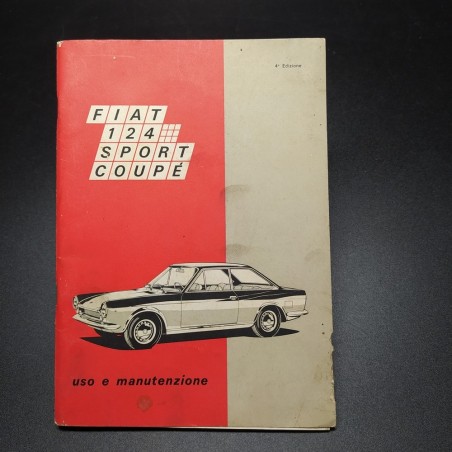 4ª Edizione
FIAT
124
SPORT
COUPÉ
uso e manutenzione